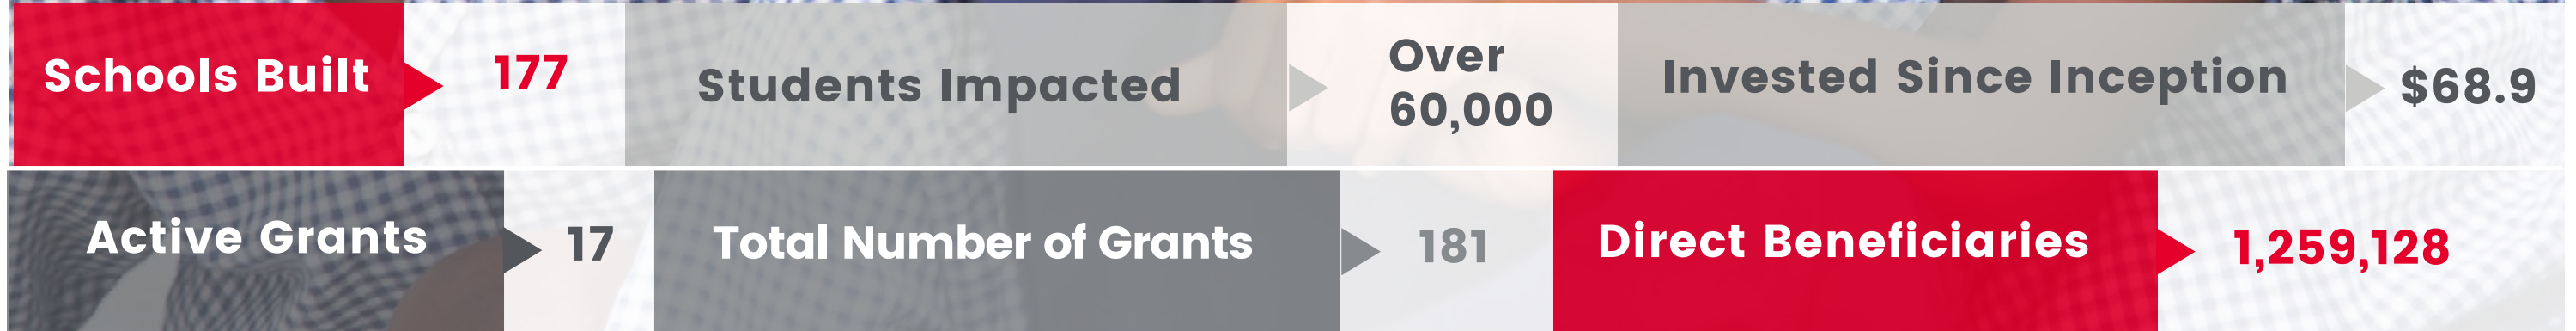 Schools Built 177 Students Impacted Over 60,000 Invested Since Inception $68.9
Active Grants 17 Total Number of Grants 181 Direct Beneficiaries 1,259,128